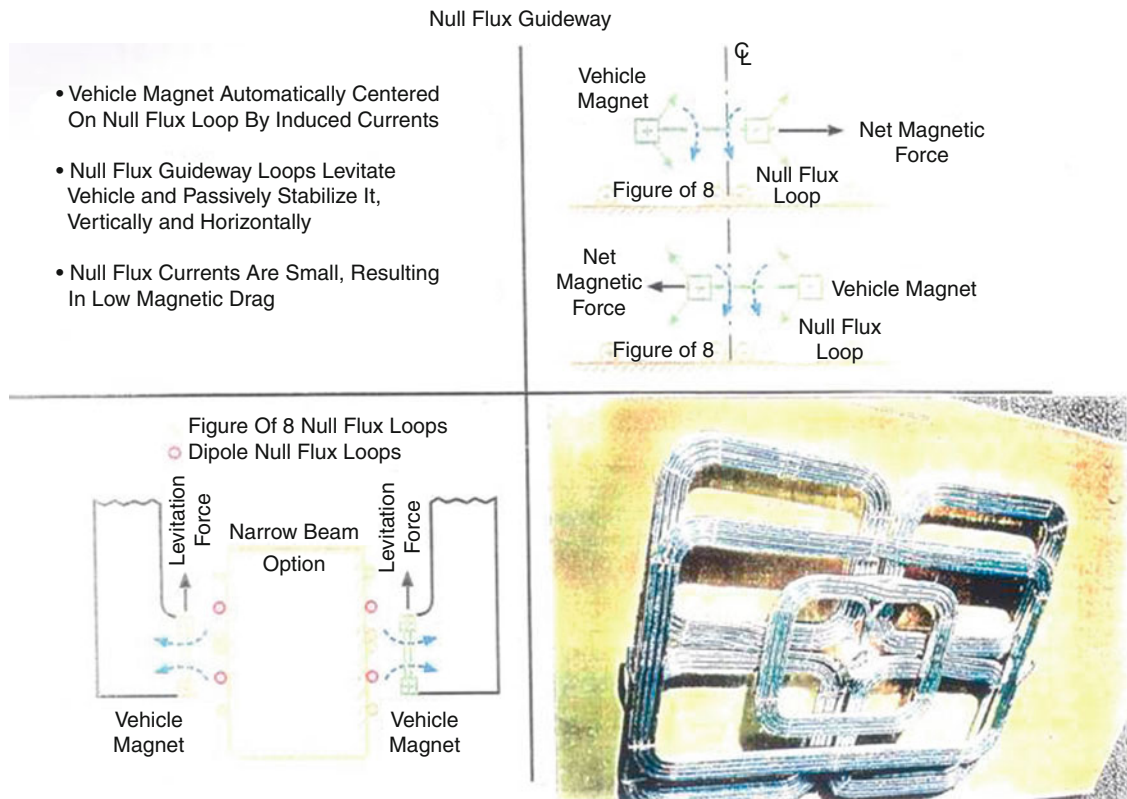 Null Flux Guideway
• Vehicle Magnet Automatically Centered
On Null Flux Loop By Induced Currents
• Null Flux Guideway Loops Levitate
Vehicle and Passively Stabilize It,
Vertically and Horizontally
• Null Flux Currents Are Small, Resulting
In Low Magnetic Drag
℄
Vehicle
Magnet
Net Magnetic
Force
Figure of 8
Null Flux
Loop
Net
Magnetic
Force
Vehicle Magnet
Null Flux
Loop
Figure of 8
Figure Of 8 Null Flux Loops
Dipole Null Flux Loops
Levitation
Force
Narrow Beam
Option
Levitation
Force
Vehicle
Magnet
Vehicle
Magnet